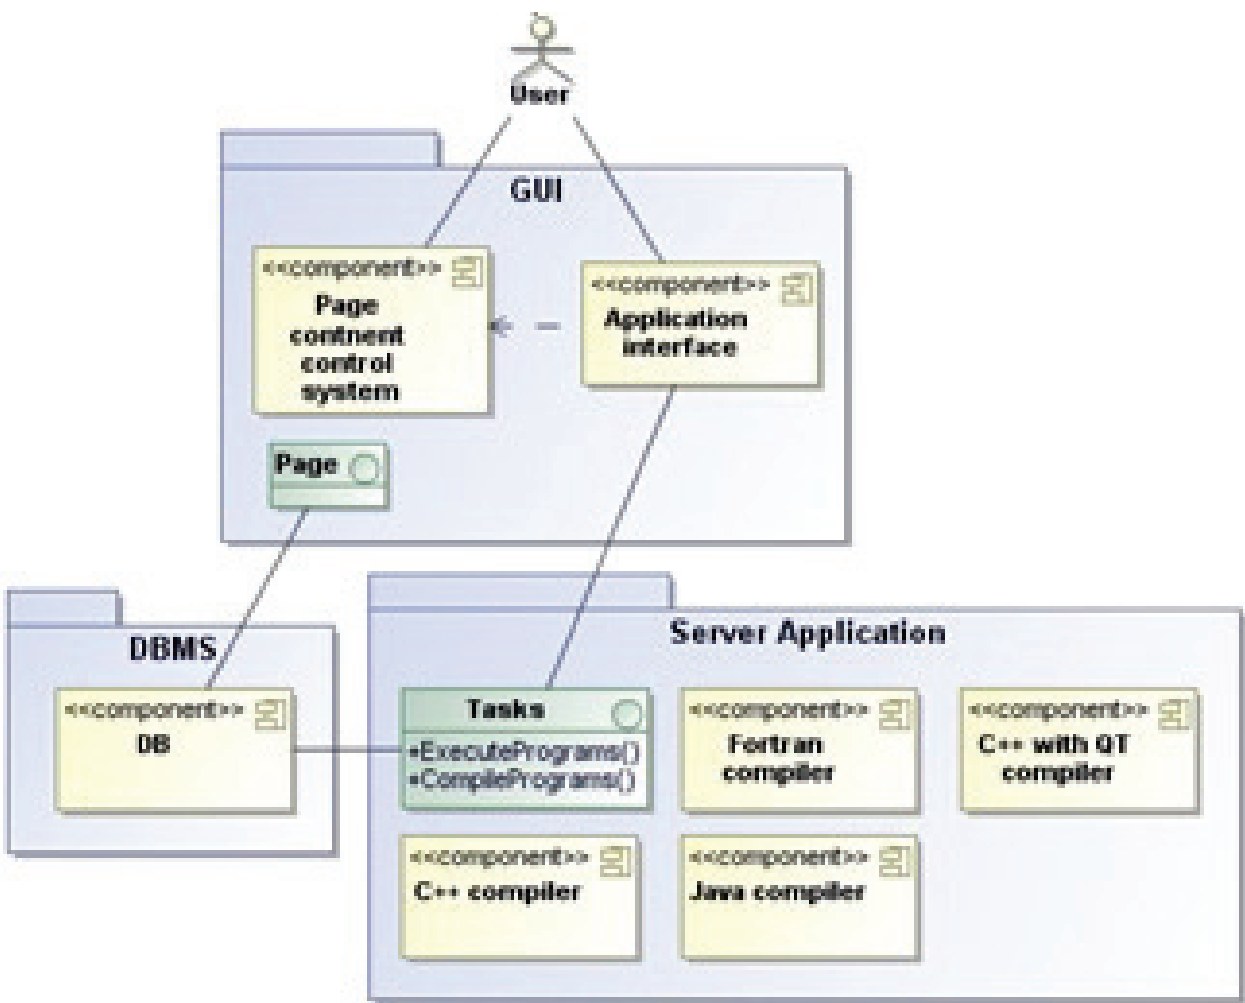 User
GUI
<<component>>
Page
contnent
control
system
<<component>>
Application
interface
Page
DBMS
<<component>>
DB
Server Application
Tasks
+ExecutePrograms()
+CompilePrograms()
<<component>>
Fortran
compiler
<<component>>
C++ with QT
compiler
<<component>>
C++ compiler
<<component>>
Java compiler